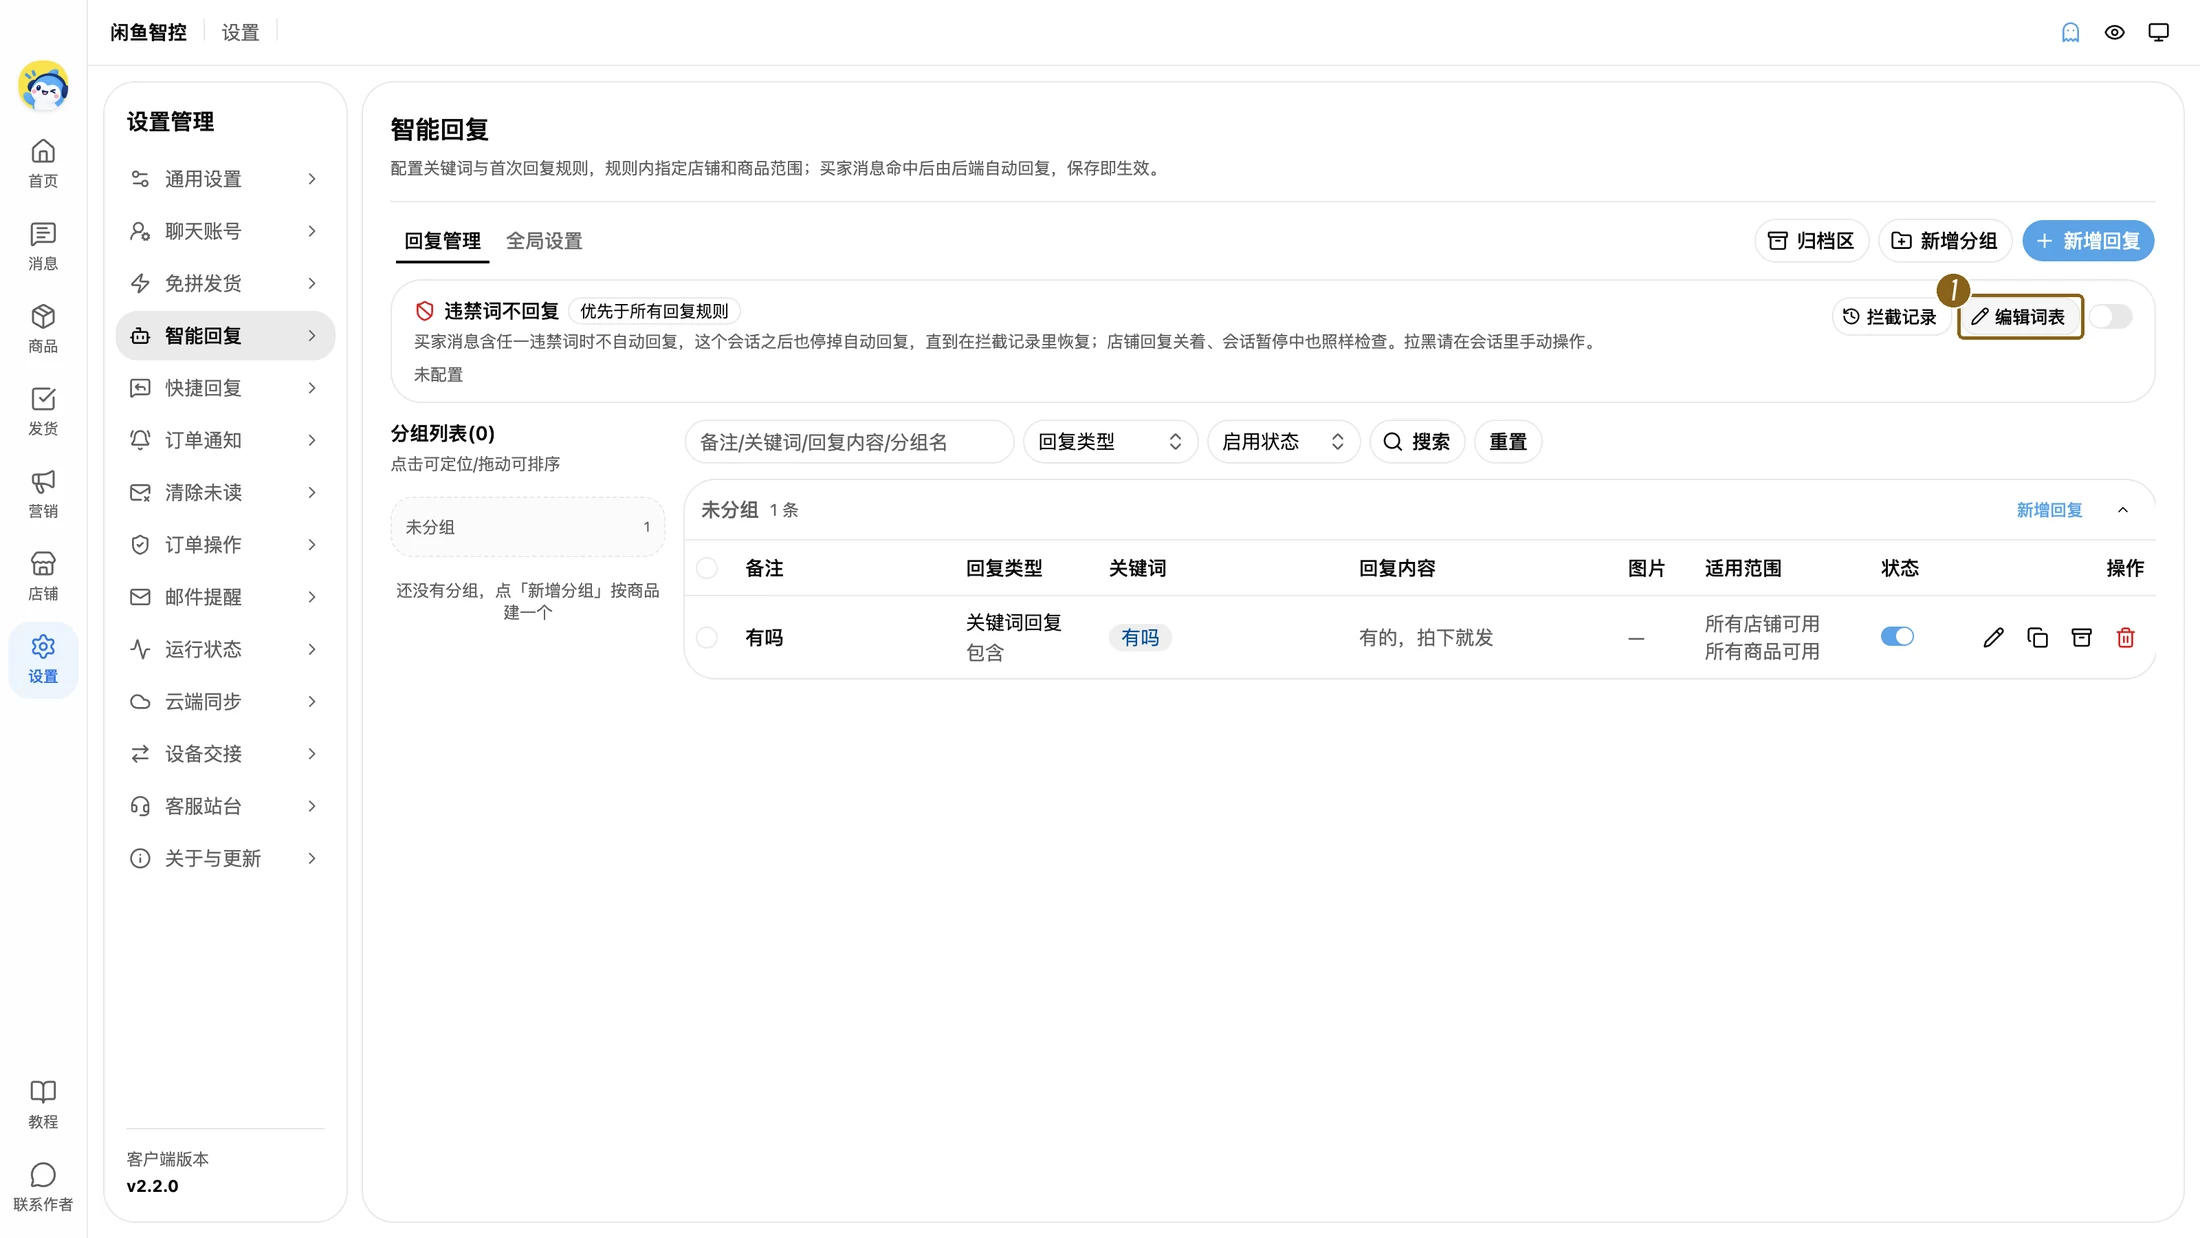 闲鱼智控
设置
首页
消息
商品
发货
营销
店铺
设置
教程
联系作者
设置管理
通用设置
聊天账号
免拼发货
智能回复
快捷回复
订单通知
清除未读
订单操作
邮件提醒
运行状态
云端同步
设备交接
客服站台
关于与更新
客户端版本
v2.2.0
智能回复
配置关键词与首次回复规则，规则内指定店铺和商品范围；买家消息命中后由后端自动回复，保存即生效。
回复管理 全局设置
归档区 新增分组 新增回复
违禁词不回复 优先于所有回复规则
1
拦截记录 编辑词表
买家消息含任一违禁词时不自动回复，这个会话之后也停掉自动回复，直到在拦截记录里恢复；店铺回复关着、会话暂停中也照样检查。拉黑请在会话里手动操作。
未配置
分组列表(0)
点击可定位/拖动可排序
未分组 1
还没有分组，点「新增分组」按商品
建一个
备注/关键词/回复内容/分组名 回复类型 启用状态 搜索 重置
未分组 1 条 新增回复
备注 回复类型 关键词 回复内容 图片 适用范围 状态 操作
有吗 关键词回复 有吗 有的，拍下就发 — 所有店铺可用
包含 所有商品可用